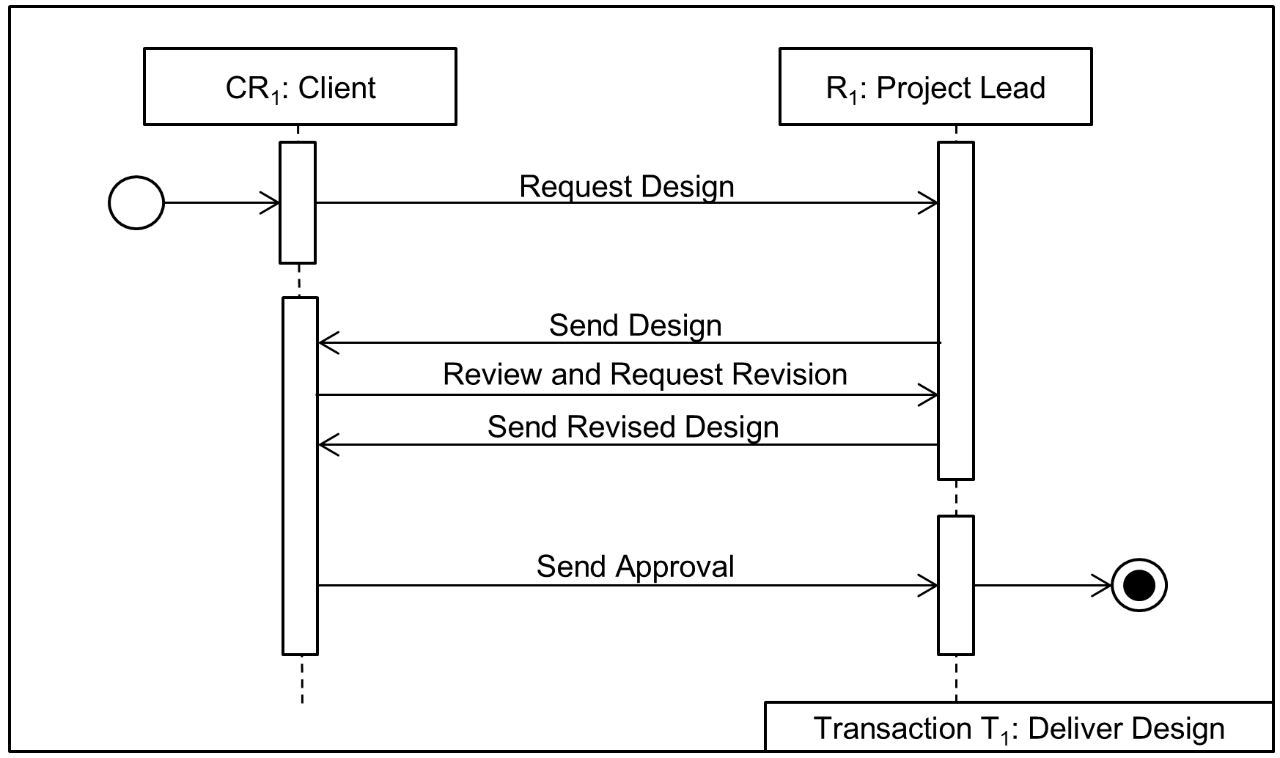 CR₁: Client
R₁: Project Lead
Request Design
Send Design
Review and Request Revision
Send Revised Design
Send Approval
Transaction T₁: Deliver Design